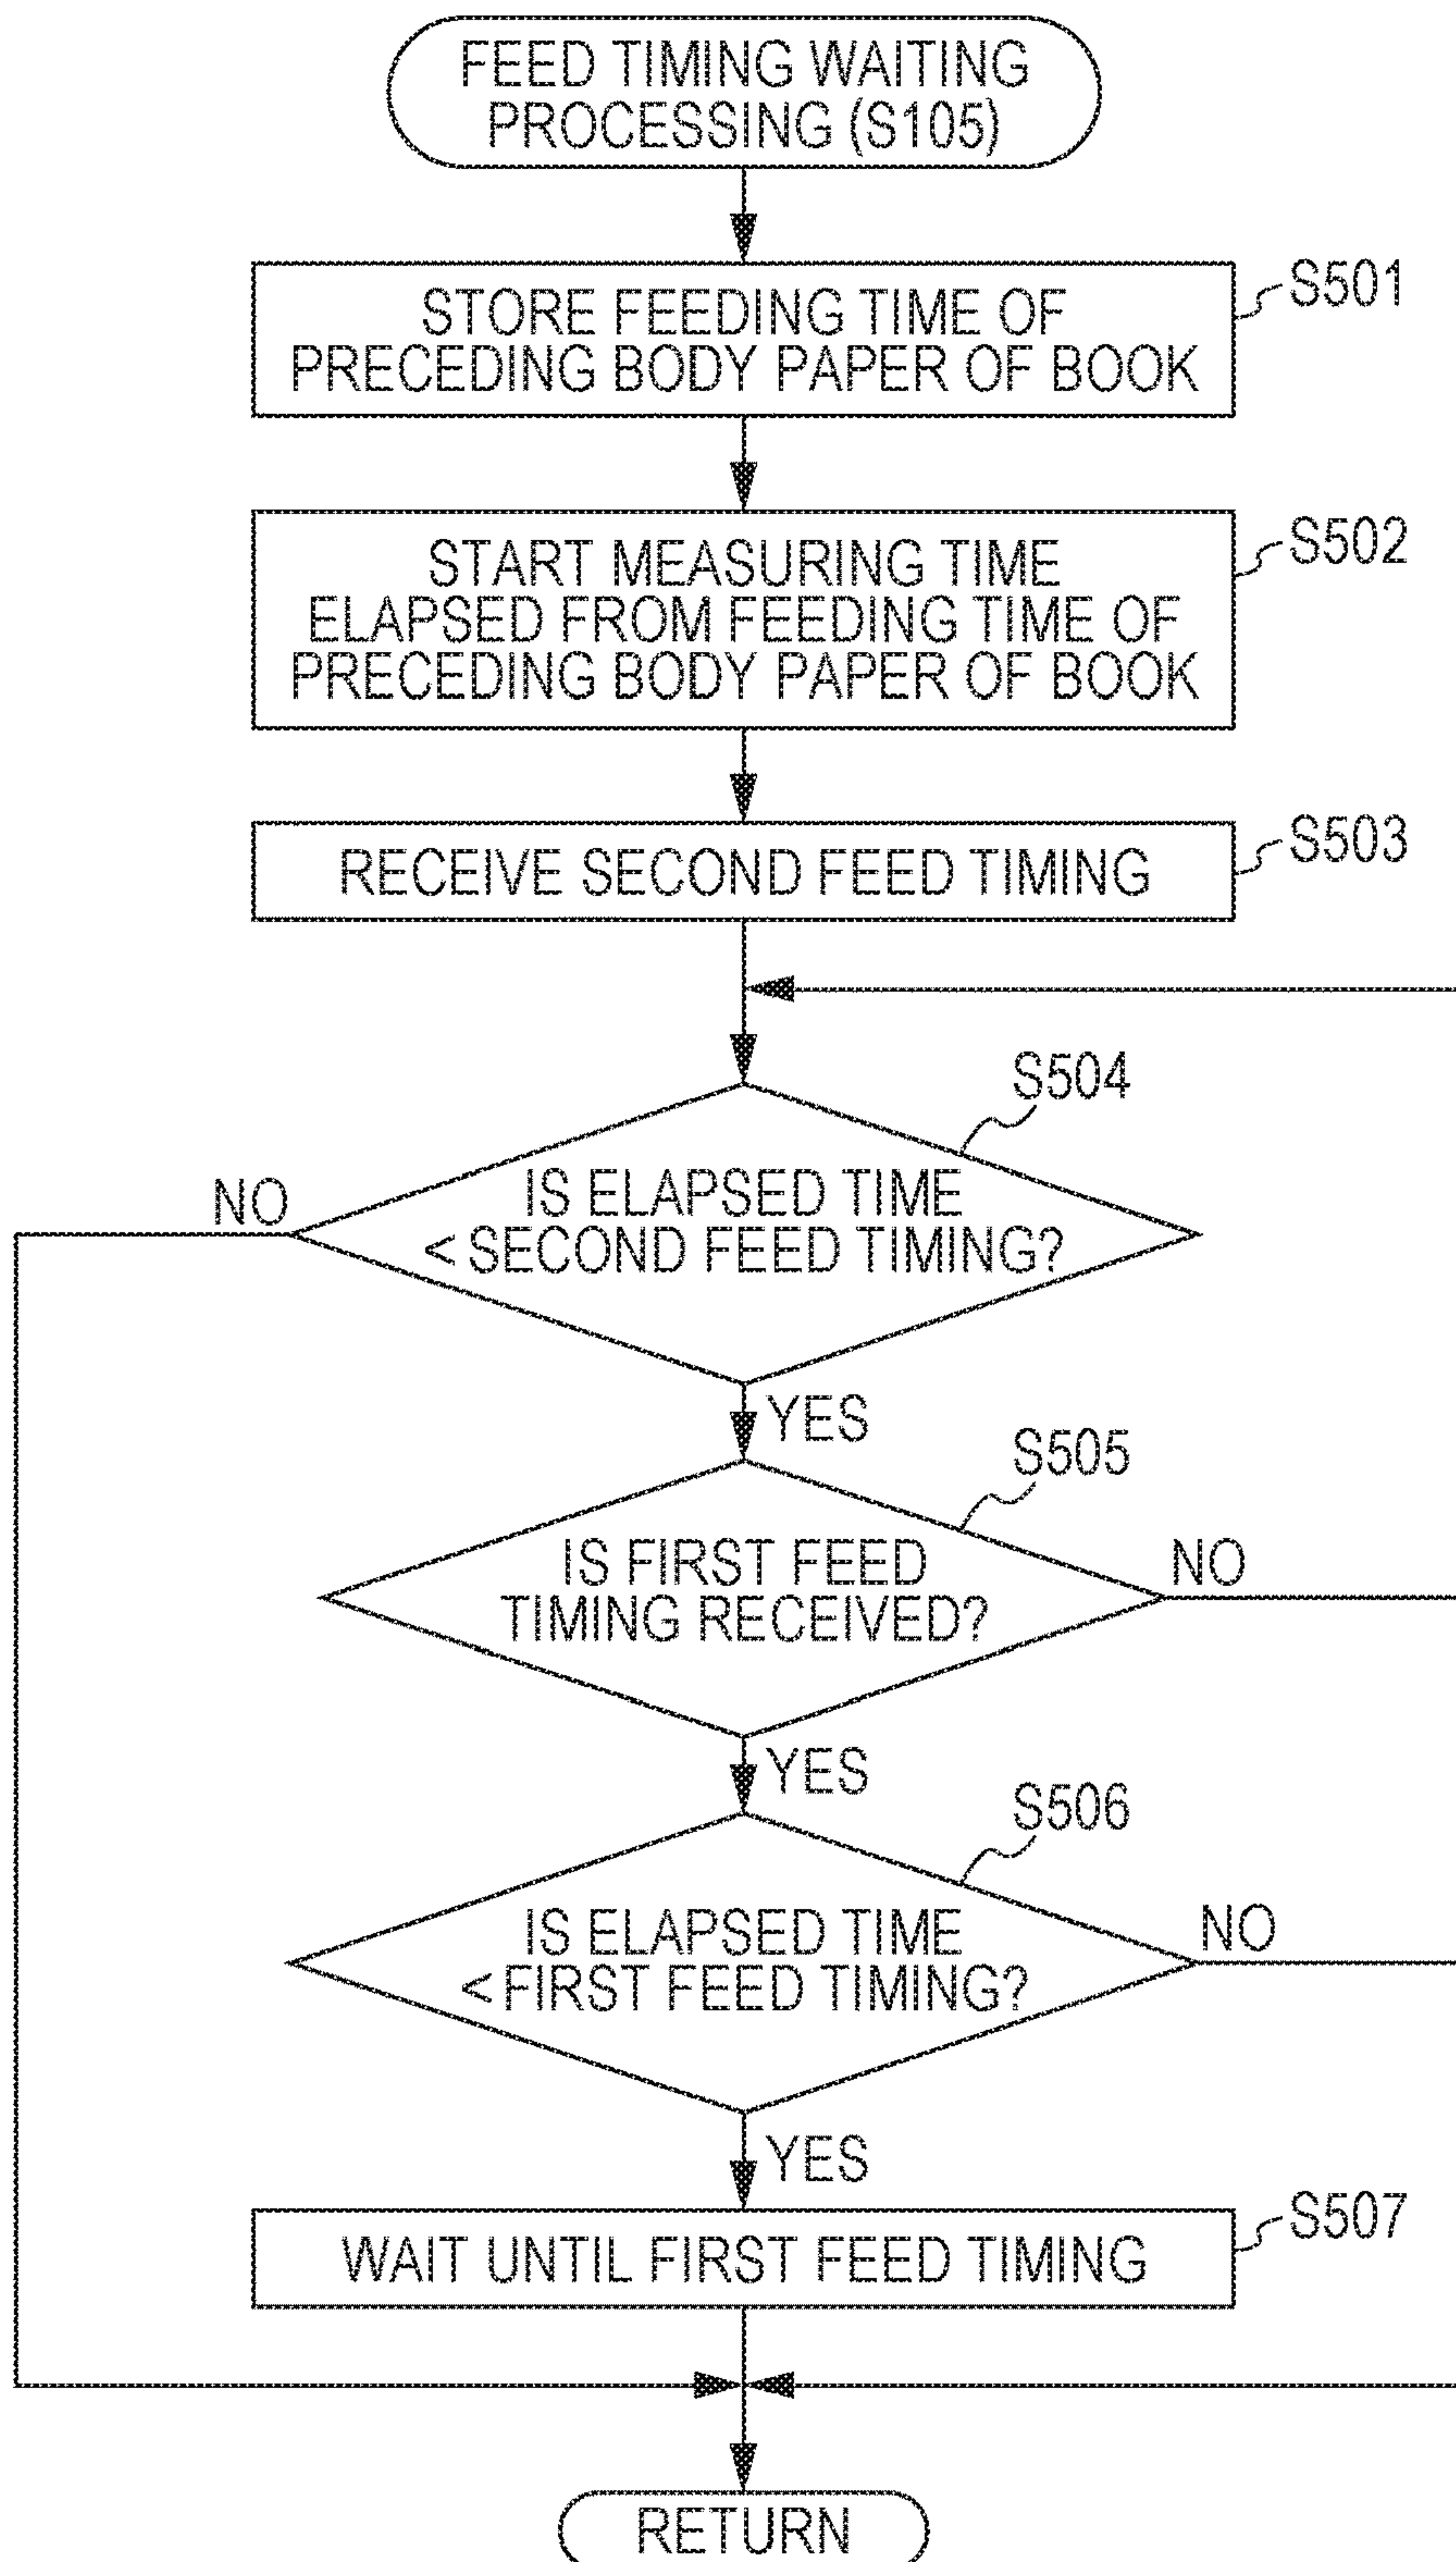 FEED TIMING WAITING
PROCESSING (S105)
STORE FEEDING TIME OF
PRECEDING BODY PAPER OF BOOK
S501
START MEASURING TIME
ELAPSED FROM FEEDING TIME OF
PRECEDING BODY PAPER OF BOOK
S502
RECEIVE SECOND FEED TIMING
S503
S504
IS ELAPSED TIME
< SECOND FEED TIMING?
NO
YES
S505
IS FIRST FEED
TIMING RECEIVED?
NO
YES
S506
IS ELAPSED TIME
< FIRST FEED TIMING?
NO
YES
WAIT UNTIL FIRST FEED TIMING
S507
RETURN